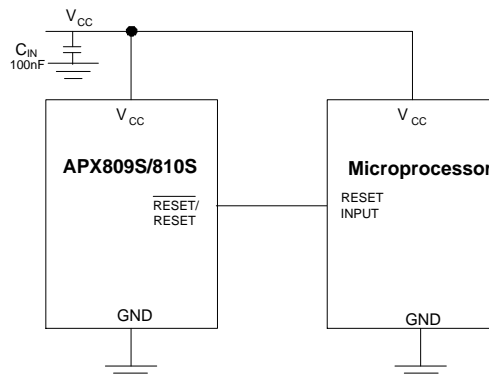 VCC
CIN
100nF
VCC
VCC
APX809S/810S
Microprocessor
RESET/
RESET
RESET
INPUT
GND
GND